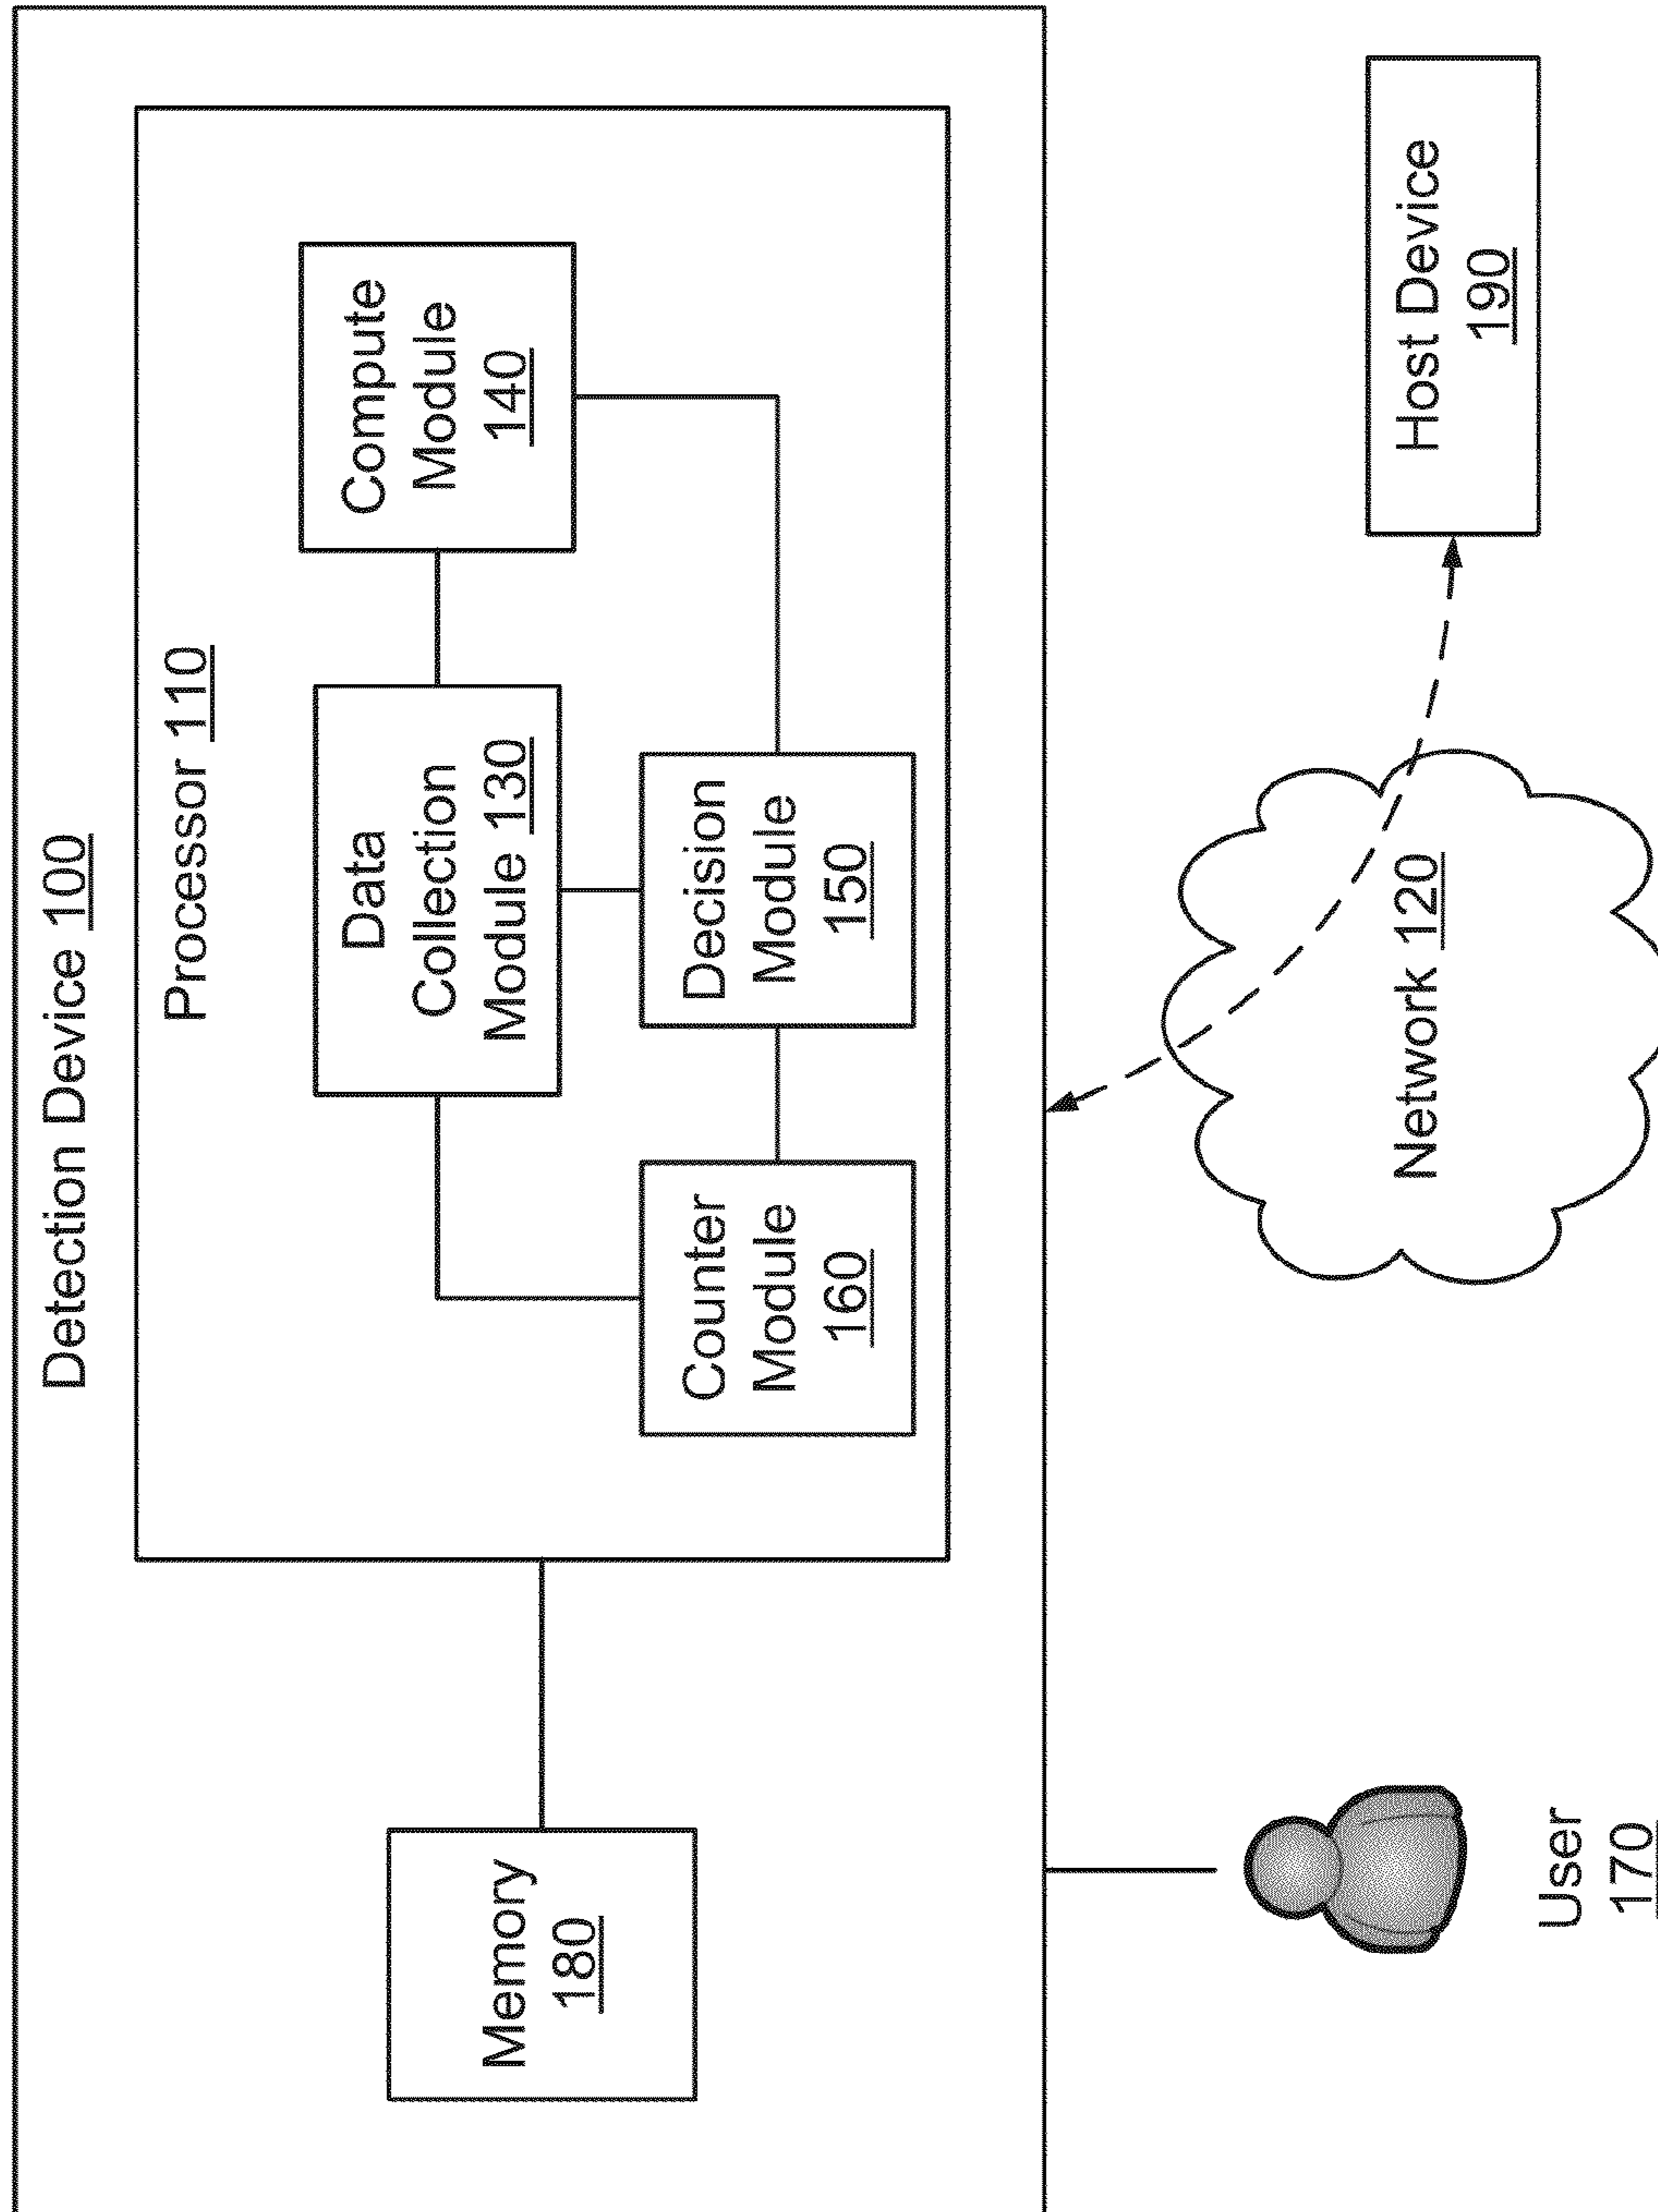 Detection Device 100
Processor 110
Memory
180
Data
Collection
Module 130
Compute
Module
140
Counter
Module
160
Decision
Module
150
User
170
Network 120
Host Device
190